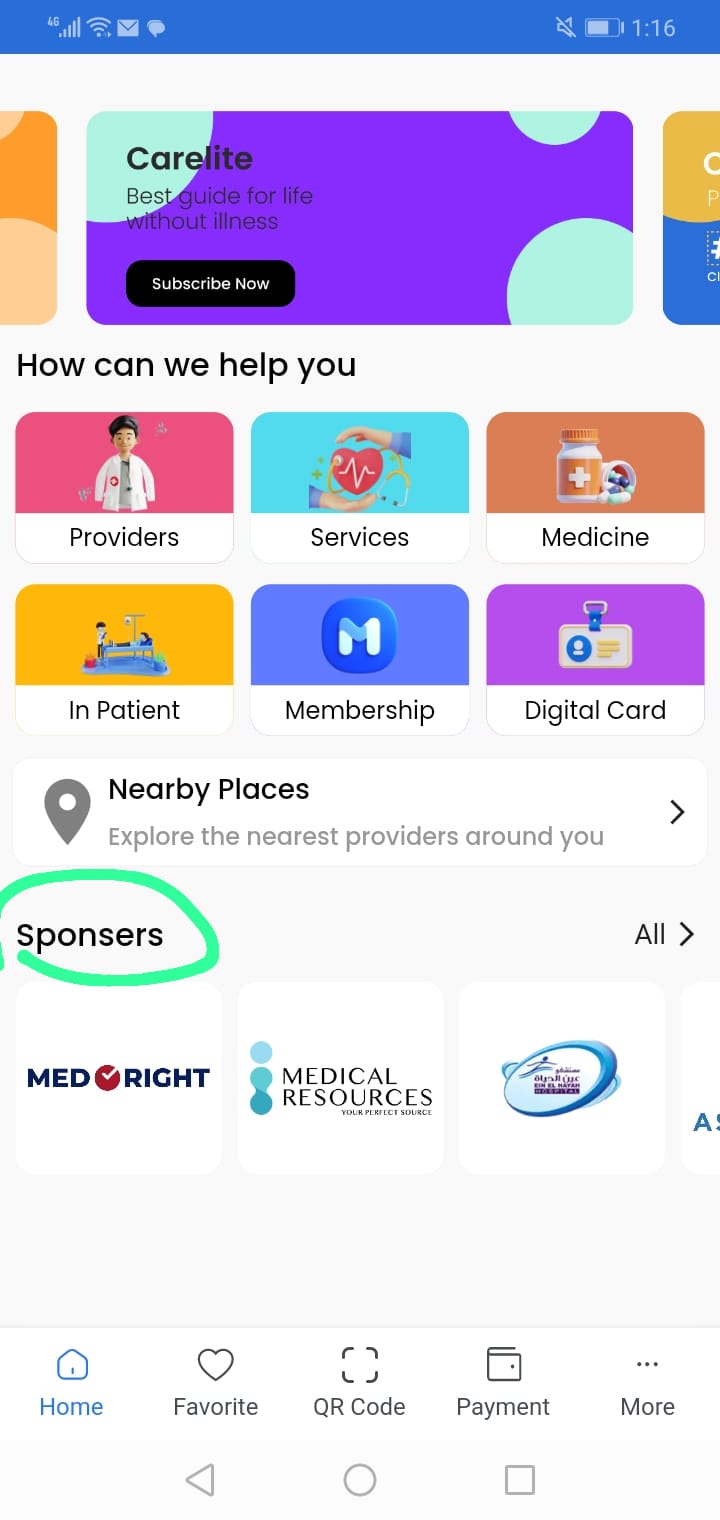 4G
1:16
Carelite
Best guide for life
without illness
Subscribe Now
How can we help you
Providers
Services
Medicine
In Patient
M
Membership
Digital Card
Nearby Places
Explore the nearest providers around you
Sponsers
All
MED RIGHT
MEDICAL
RESOURCES
YOUR PERFECT SOURCE
مستشفى
عين الحياة
EIN EL HAYAH
HOSPITAL
AS
Home
Favorite
QR Code
Payment
More